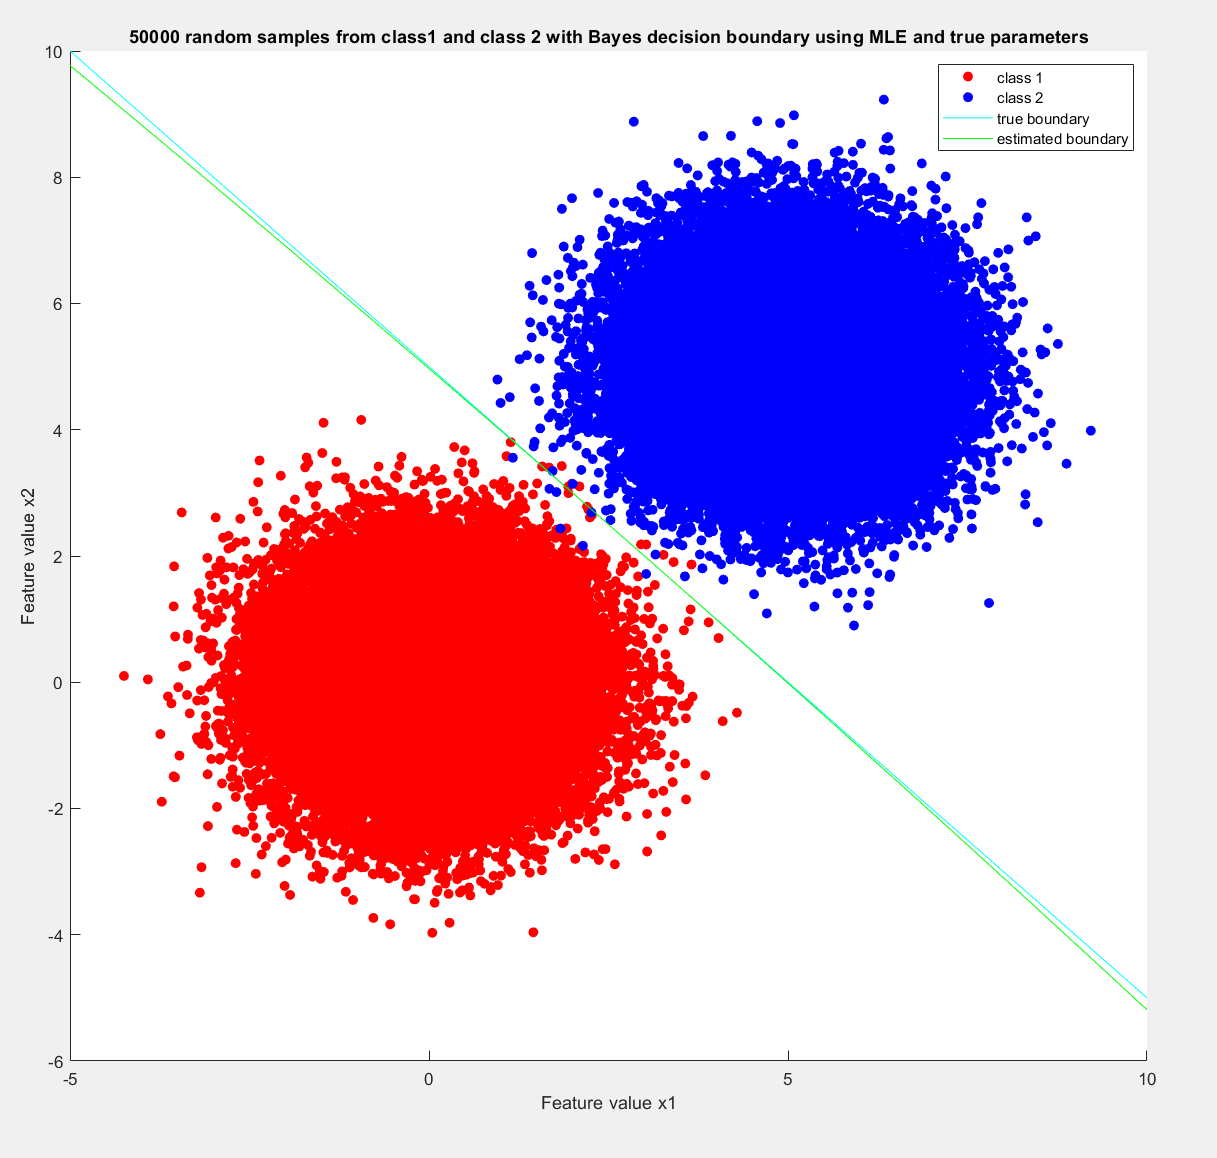 50000 random samples from class1 and class 2 with Bayes decision boundary using MLE and true parameters
class 1
class 2
true boundary
estimated boundary
10
8
6
4
2
0
-2
-4
-6
Feature value x2
-5
0
5
10
Feature value x1